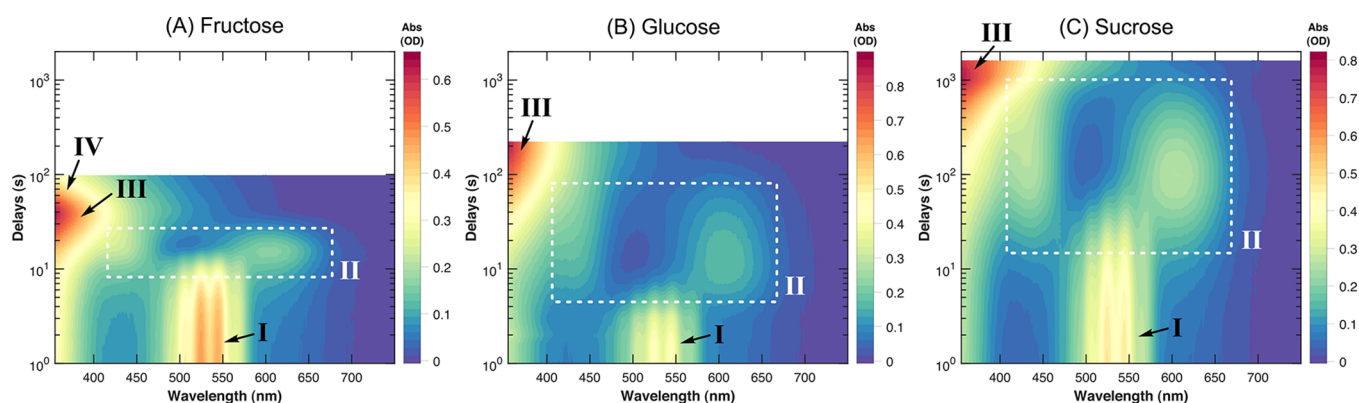 (A) Fructose
Abs
(OD)
10³
10²
10¹
10⁰
Delays (s)
IV
III
II
I
400 450 500 550 600 650 700
Wavelength (nm)
0.6
0.5
0.4
0.3
0.2
0.1
0
(B) Glucose
Abs
(OD)
10³
10²
10¹
10⁰
Delays (s)
III
II
I
400 450 500 550 600 650 700
Wavelength (nm)
0.8
0.7
0.6
0.5
0.4
0.3
0.2
0.1
0
III
(C) Sucrose
Abs
(OD)
10³
10²
10¹
10⁰
Delays (s)
II
I
400 450 500 550 600 650 700
Wavelength (nm)
0.8
0.7
0.6
0.5
0.4
0.3
0.2
0.1
0